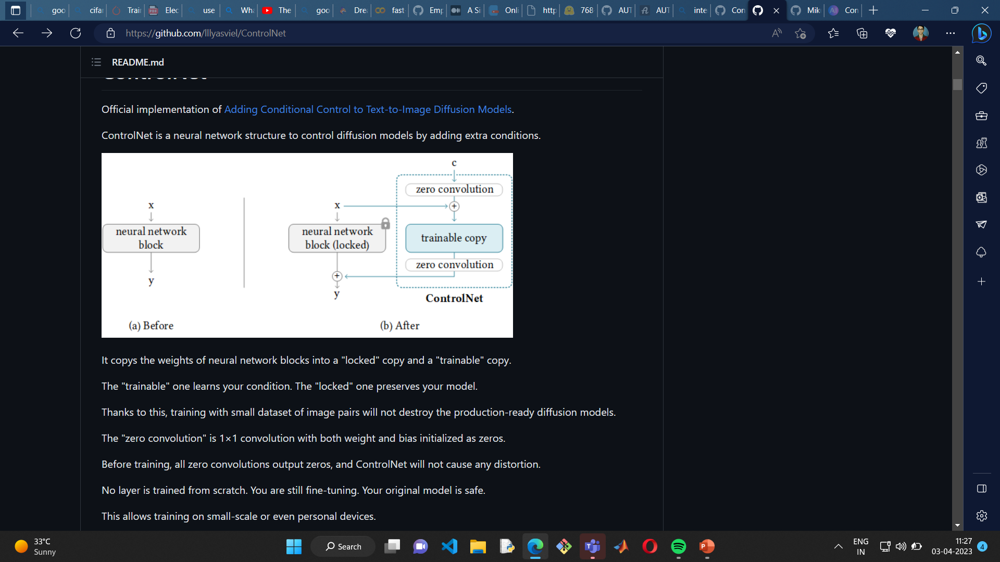 goo
cifar
Trair
Elec
use
Wha
The
goo
Drea
fast-
Emp
A Si
Onli
http
768
AUT
AUT
inte
Con
Mik
Con
https://github.com/lllyasviel/ControlNet
README.md
ControlNet
Official implementation of Adding Conditional Control to Text-to-Image Diffusion Models.
ControlNet is a neural network structure to control diffusion models by adding extra conditions.
c
zero convolution
x
x
+
neural network
block
neural network
block (locked)
trainable copy
zero convolution
+
y
y
ControlNet
(a) Before
(b) After
It copys the weights of neural network blocks into a "locked" copy and a "trainable" copy.
The "trainable" one learns your condition. The "locked" one preserves your model.
Thanks to this, training with small dataset of image pairs will not destroy the production-ready diffusion models.
The "zero convolution" is 1×1 convolution with both weight and bias initialized as zeros.
Before training, all zero convolutions output zeros, and ControlNet will not cause any distortion.
No layer is trained from scratch. You are still fine-tuning. Your original model is safe.
This allows training on small-scale or even personal devices.
33°C
Sunny
Search
ENG
IN
11:27
03-04-2023
4